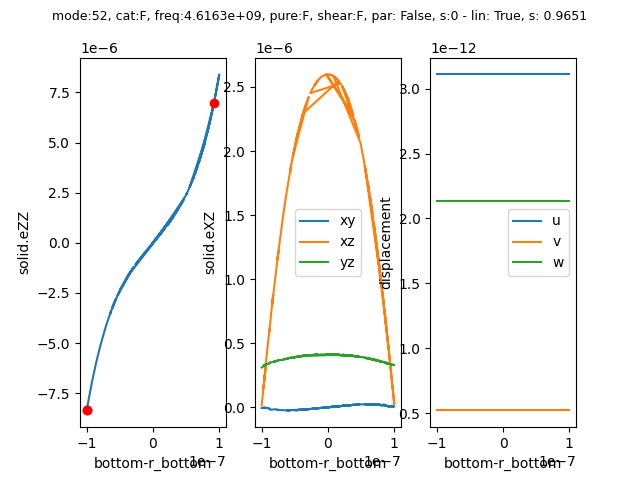 mode:52, cat:F, freq:4.6163e+09, pure:F, shear:F, par: False, s:0 - lin: True, s: 0.9651
1e−6
7.5
5.0
2.5
0.0
−2.5
−5.0
−7.5
solid.eZZ
−1
0
1
1e−7
bottom-r_bottom
1e−6
2.5
2.0
1.5
1.0
0.5
0.0
solid.eXZ
xy
xz
yz
−1
0
1
1e−7
bottom-r_bottom
1e−12
3.0
2.5
2.0
1.5
1.0
0.5
displacement
u
v
w
−1
0
1
1e−7
bottom-r_bottom